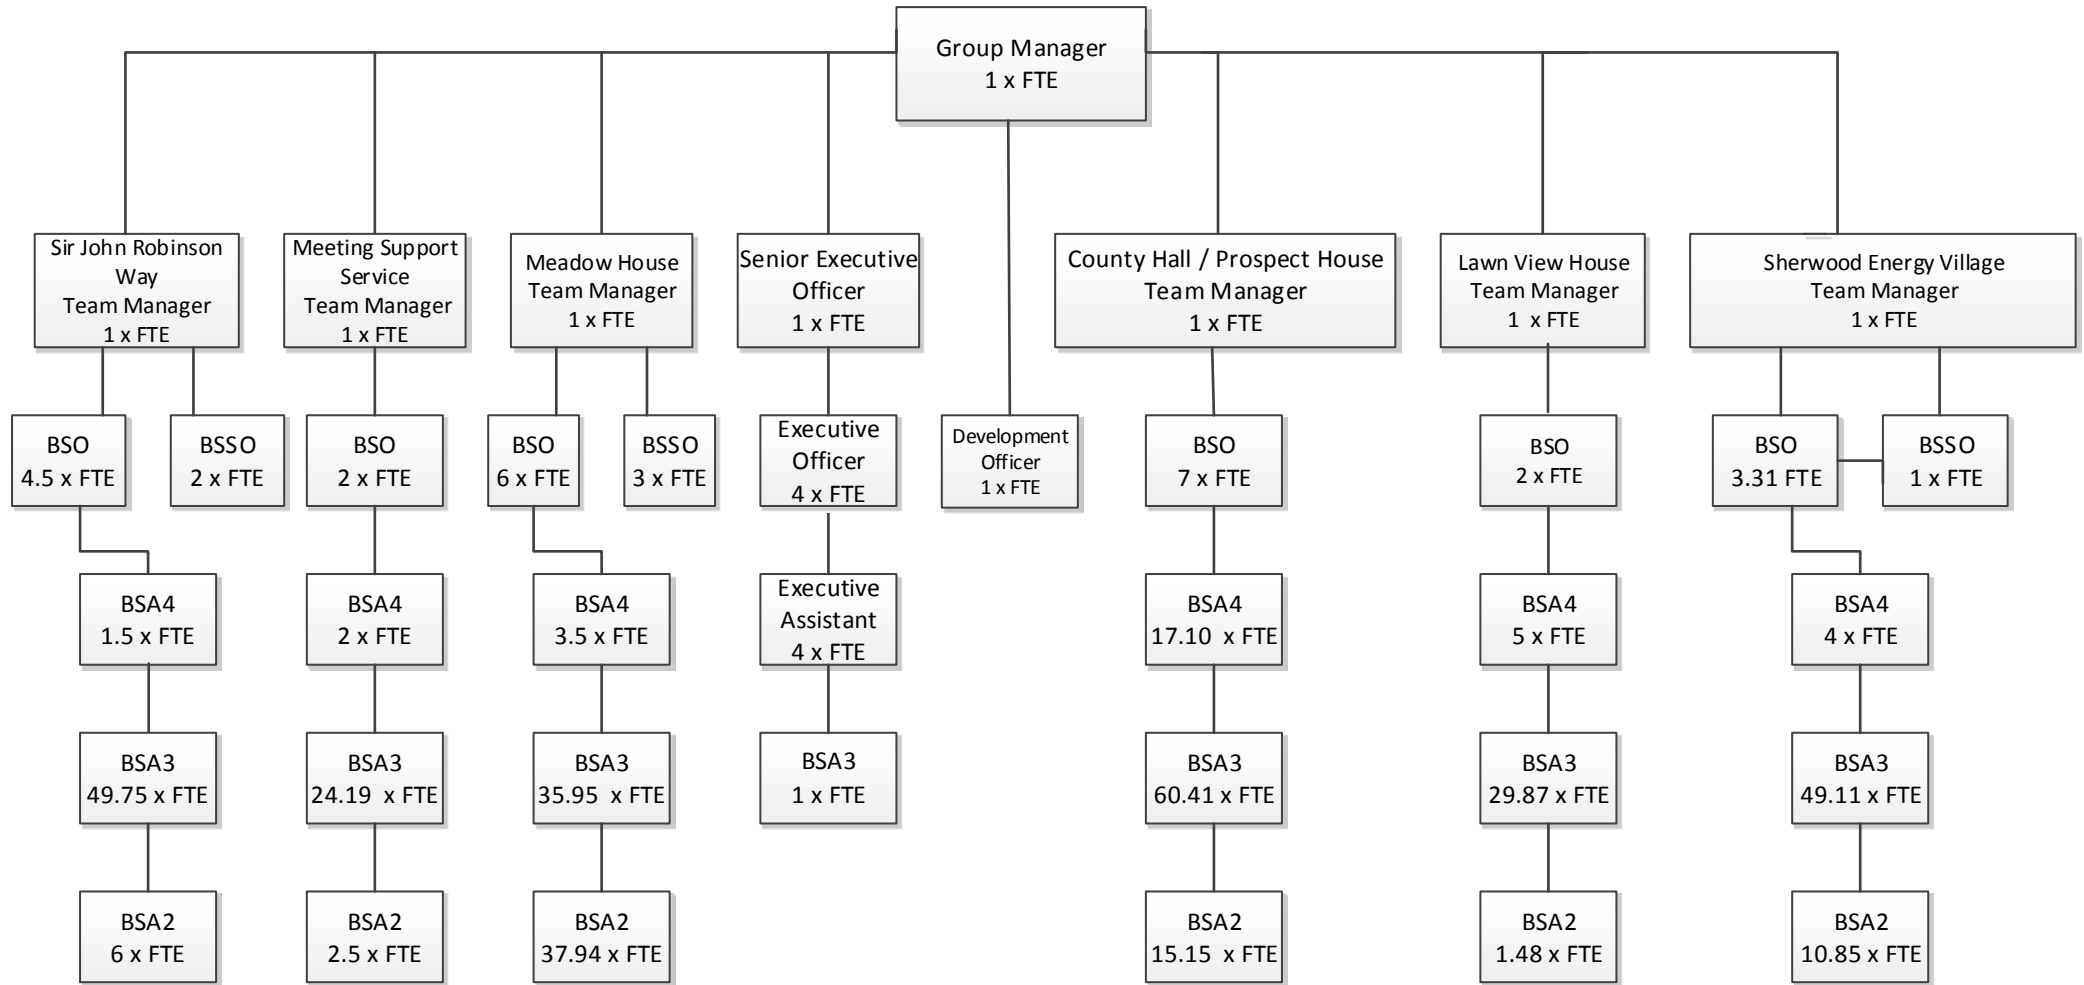 Group Manager
1 x FTE
Sir John Robinson
Way
Team Manager
1 x FTE
Meeting Support
Service
Team Manager
1 x FTE
Meadow House
Team Manager
1 x FTE
Senior Executive
Officer
1 x FTE
County Hall / Prospect House
Team Manager
1 x FTE
Lawn View House
Team Manager
1 x FTE
Sherwood Energy Village
Team Manager
1 x FTE
BSO
4.5 x FTE
BSSO
2 x FTE
BSO
2 x FTE
BSO
6 x FTE
BSSO
3 x FTE
Executive
Officer
4 x FTE
Development
Officer
1 x FTE
BSO
7 x FTE
BSO
2 x FTE
BSO
3.31 FTE
BSSO
1 x FTE
BSA4
1.5 x FTE
BSA4
2 x FTE
BSA4
3.5 x FTE
Executive
Assistant
4 x FTE
BSA4
17.10 x FTE
BSA4
5 x FTE
BSA4
4 x FTE
BSA3
49.75 x FTE
BSA3
24.19 x FTE
BSA3
35.95 x FTE
BSA3
1 x FTE
BSA3
60.41 x FTE
BSA3
29.87 x FTE
BSA3
49.11 x FTE
BSA2
6 x FTE
BSA2
2.5 x FTE
BSA2
37.94 x FTE
BSA2
15.15 x FTE
BSA2
1.48 x FTE
BSA2
10.85 x FTE